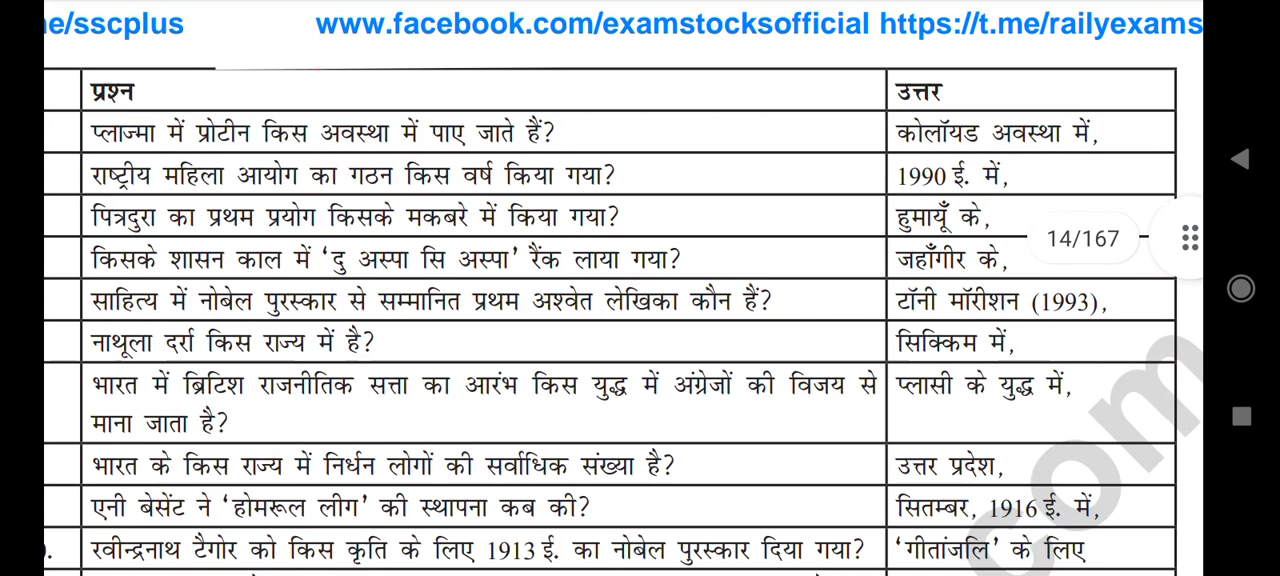 ne/sscplus www.facebook.com/examstocksofficial https://t.me/railyexams
प्रश्न उत्तर
प्लाज्मा में प्रोटीन किस अवस्था में पाए जाते हैं? कोलॉयड अवस्था में,
राष्ट्रीय महिला आयोग का गठन किस वर्ष किया गया? 1990 ई. में,
पित्रदुरा का प्रथम प्रयोग किसके मकबरे में किया गया? हुमायूँ के,
14/167
किसके शासन काल में ‘दु अस्पा सि अस्पा’ रैंक लाया गया? जहाँगीर के,
साहित्य में नोबेल पुरस्कार से सम्मानित प्रथम अश्वेत लेखिका कौन हैं? टॉनी मॉरीशन (1993),
नाथूला दर्रा किस राज्य में है? सिक्किम में,
भारत में ब्रिटिश राजनीतिक सत्ता का आरंभ किस युद्ध में अंग्रेजों की विजय से प्लासी के युद्ध में,
माना जाता है?
भारत के किस राज्य में निर्धन लोगों की सर्वाधिक संख्या है? उत्तर प्रदेश,
एनी बेसेंट ने ‘होमरूल लीग’ की स्थापना कब की? सितम्बर, 1916 ई. में,
रवीन्द्रनाथ टैगोर को किस कृति के लिए 1913 ई. का नोबेल पुरस्कार दिया गया? ‘गीतांजलि’ के लिए
com